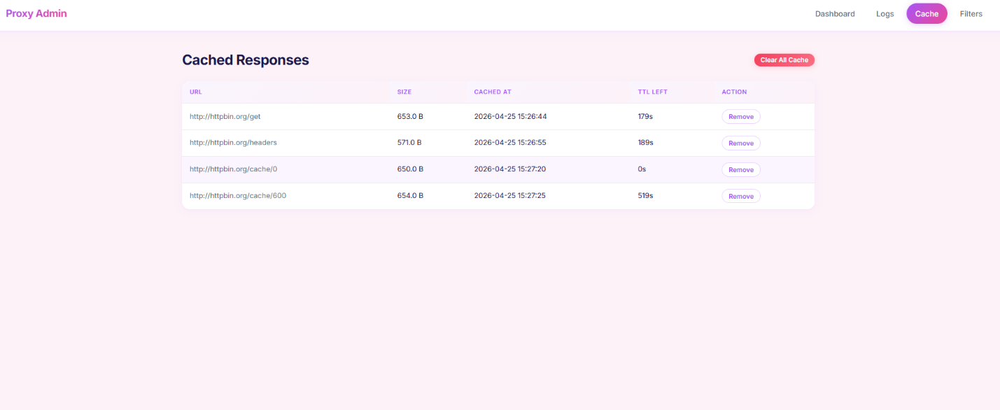 Proxy Admin Dashboard Logs Cache Filters
Cached Responses Clear All Cache
URL SIZE CACHED AT TTL LEFT ACTION
http://httpbin.org/get 653.0 B 2026-04-25 15:26:44 179s Remove
http://httpbin.org/headers 571.0 B 2026-04-25 15:26:55 189s Remove
http://httpbin.org/cache/0 650.0 B 2026-04-25 15:27:20 0s Remove
http://httpbin.org/cache/600 654.0 B 2026-04-25 15:27:25 519s Remove